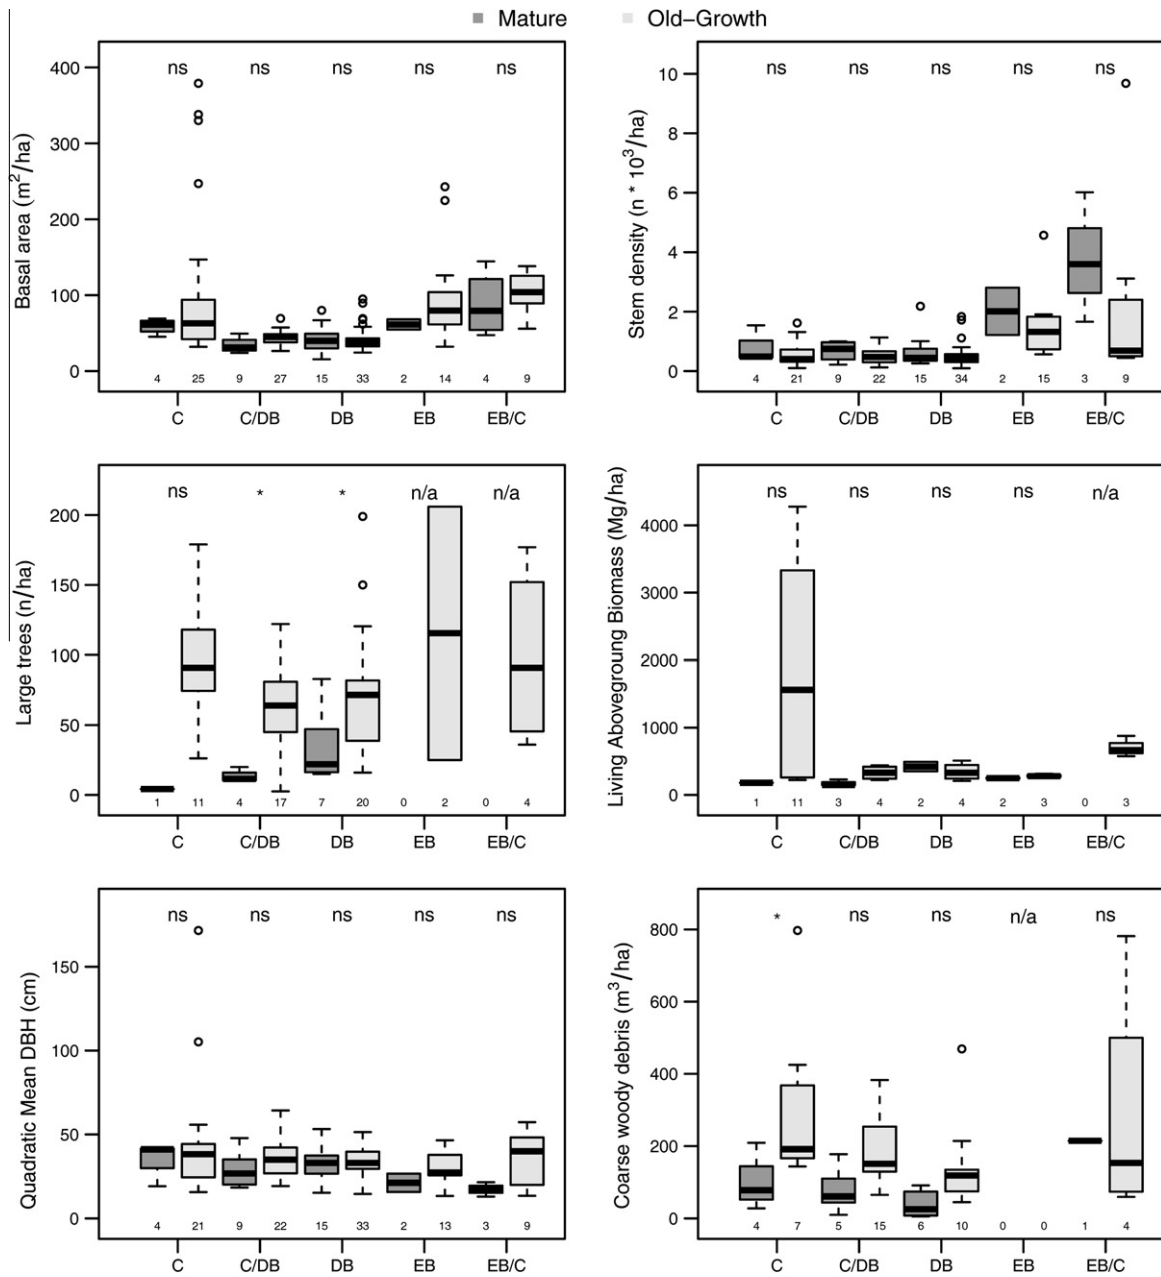 Mature Old–Growth
Basal area (m²/ha)
400
300
200
100
0
ns ns ns ns ns
4 25 9 27 15 33 2 14 4 9
C C/DB DB EB EB/C
Stem density (n * 10³/ha)
10
8
6
4
2
0
ns ns ns ns ns
4 21 9 22 15 34 2 15 3 9
C C/DB DB EB EB/C
Large trees (n/ha)
200
150
100
50
0
ns * * n/a n/a
1 11 4 17 7 20 0 2 0 4
C C/DB DB EB EB/C
Living Abovegroung Biomass (Mg/ha)
4000
3000
2000
1000
0
ns ns ns ns n/a
1 11 3 4 2 4 2 3 0 3
C C/DB DB EB EB/C
Quadratic Mean DBH (cm)
150
100
50
0
ns ns ns ns ns
4 21 9 22 15 33 2 13 3 9
C C/DB DB EB EB/C
Coarse woody debris (m³/ha)
800
600
400
200
0
* ns ns n/a ns
4 7 5 15 6 10 0 0 1 4
C C/DB DB EB EB/C